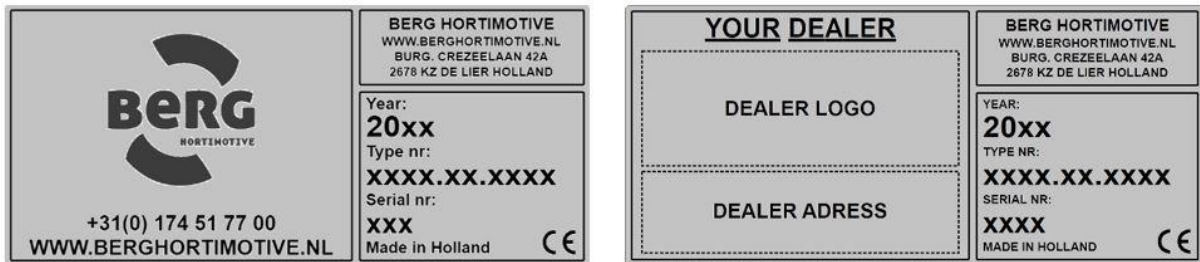 BERG
HORTIMOTIVE
+31(0) 174 51 77 00
WWW.BERGHORTIMOTIVE.NL
BERG HORTIMOTIVE
WWW.BERGHORTIMOTIVE.NL
BURG. CREZEELAAN 42A
2678 KZ DE LIER HOLLAND
Year:
20xx
Type nr:
XXXX.XX.XXXX
Serial nr:
XXX
Made in Holland CE
YOUR DEALER
DEALER LOGO
DEALER ADRESS
BERG HORTIMOTIVE
WWW.BERGHORTIMOTIVE.NL
BURG. CREZEELAAN 42A
2678 KZ DE LIER HOLLAND
YEAR:
20xx
TYPE NR:
XXXX.XX.XXXX
SERIAL NR:
XXXX
MADE IN HOLLAND CE